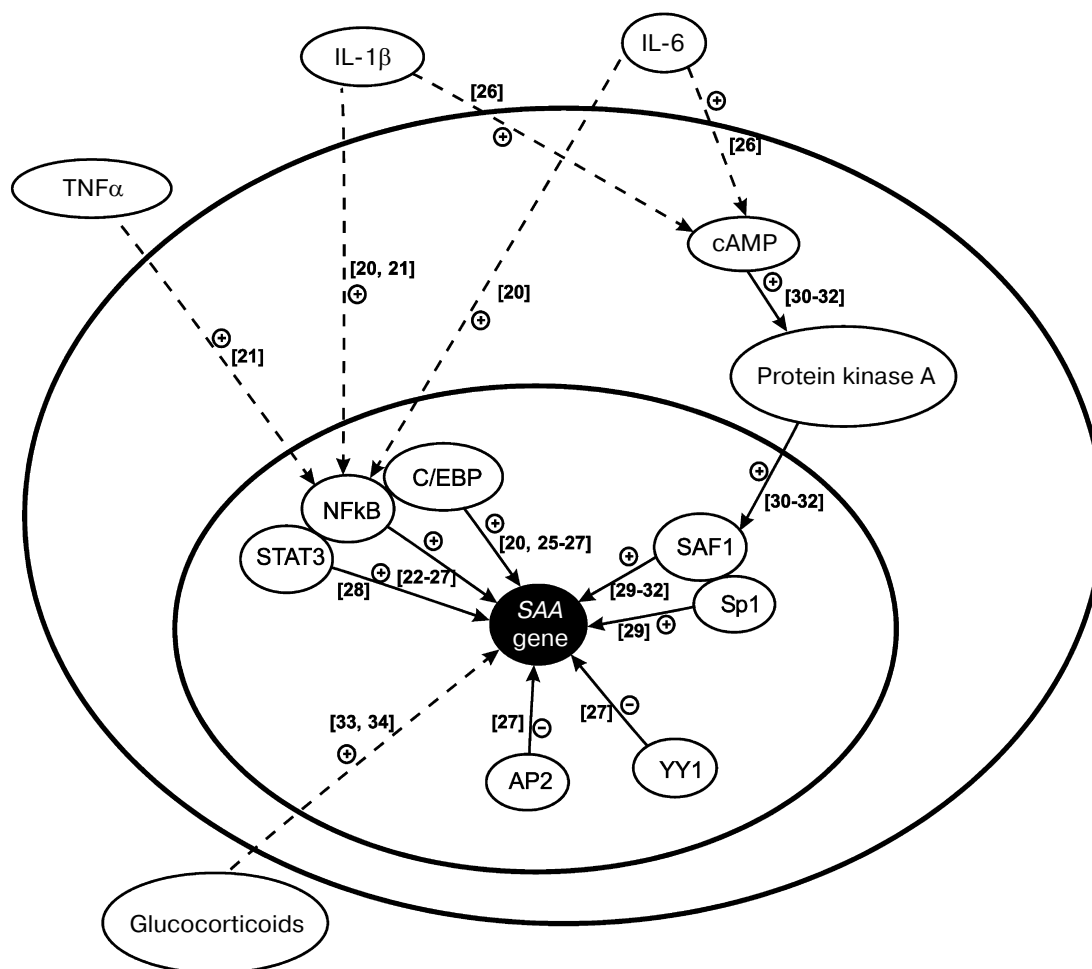 IL-6
IL-1β
[26]
⊕
⊕
[26]
TNFα
cAMP
[20, 21]
⊕
[20]
⊕
⊕
[30-32]
⊕
[21]
Protein kinase A
C/EBP
⊕
[30-32]
NFkB
⊕
⊕
[20, 25-27]
SAF1
STAT3
⊕
[22-27]
[28]
⊕
[29-32]
SAA
gene
Sp1
[29]
⊕
[33, 34]
⊕
[27]
⊖
[27]
⊖
AP2
YY1
Glucocorticoids